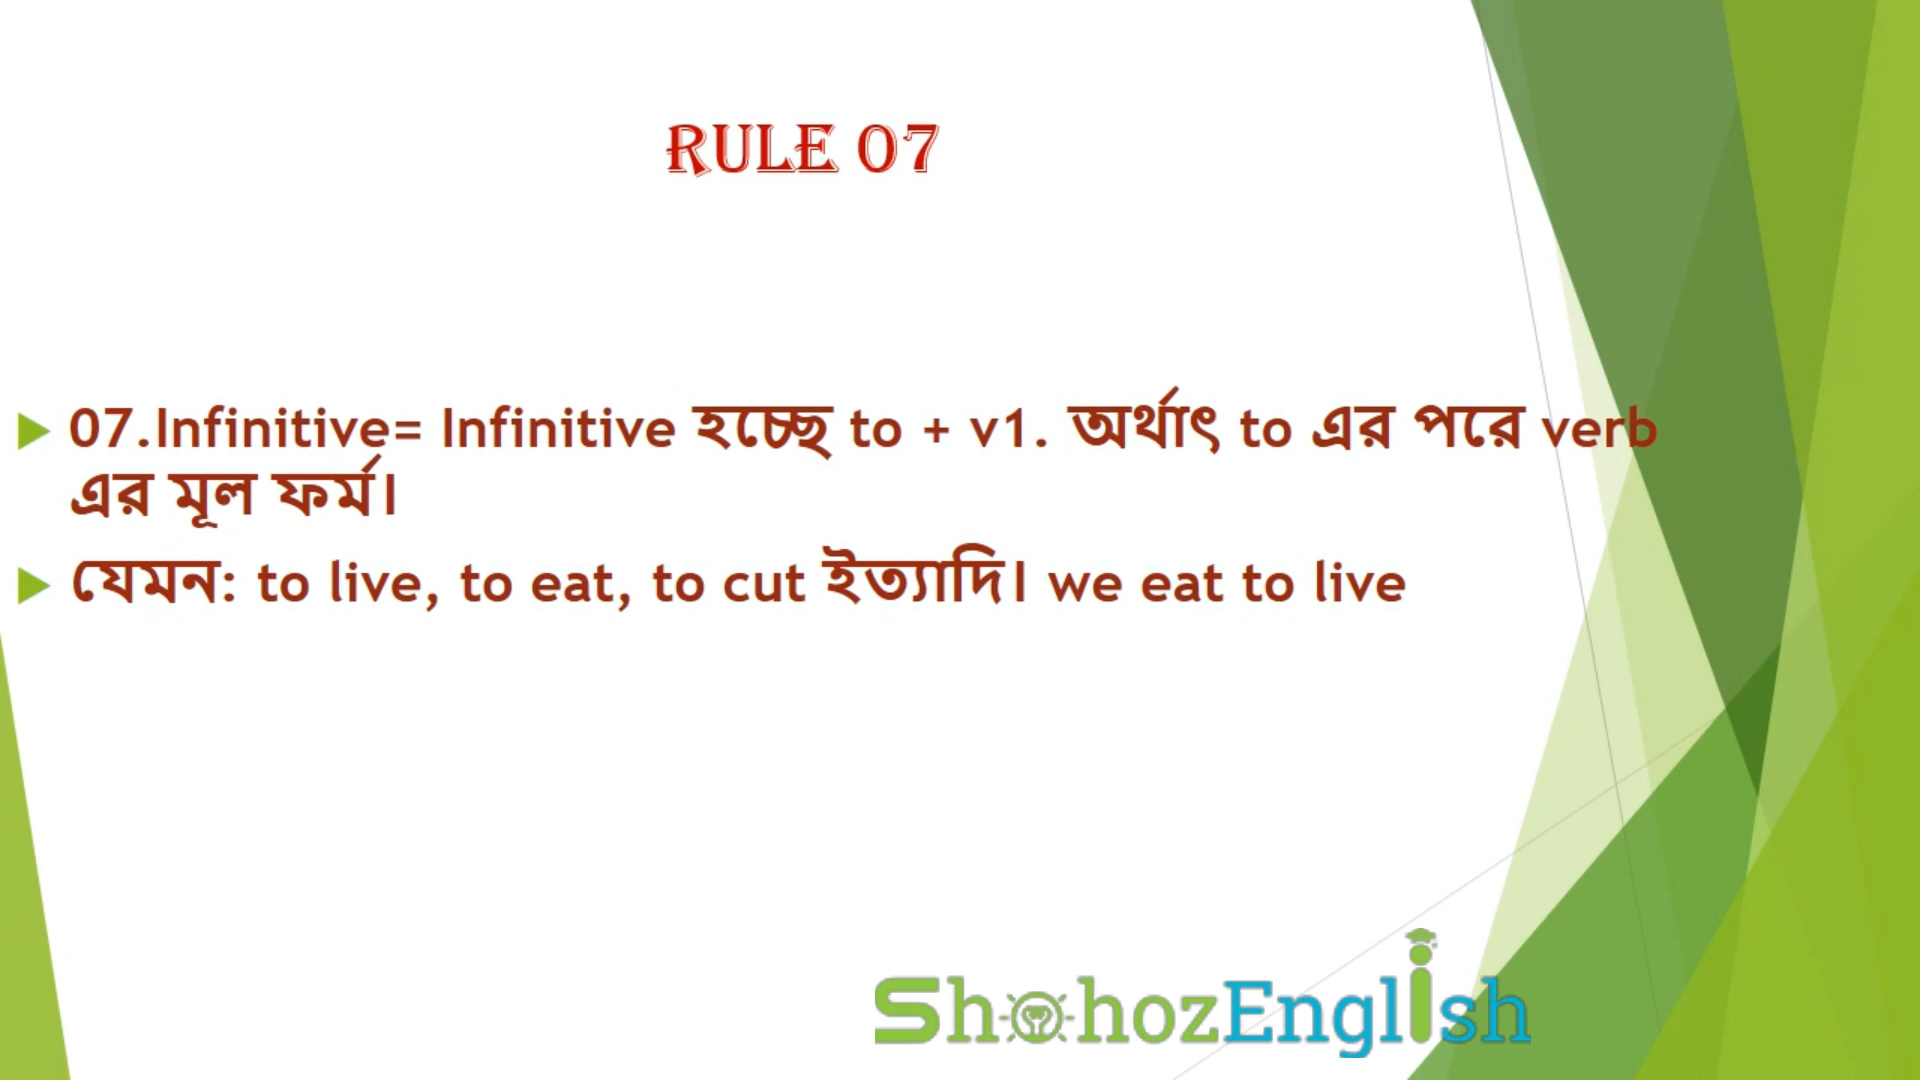 RULE 07
07.Infinitive= Infinitive হচ্ছে to + v1. অর্থাৎ to এর পরে verb
এর মূল ফর্ম।
যেমন: to live, to eat, to cut ইত্যাদি। we eat to live
ShohozEnglish